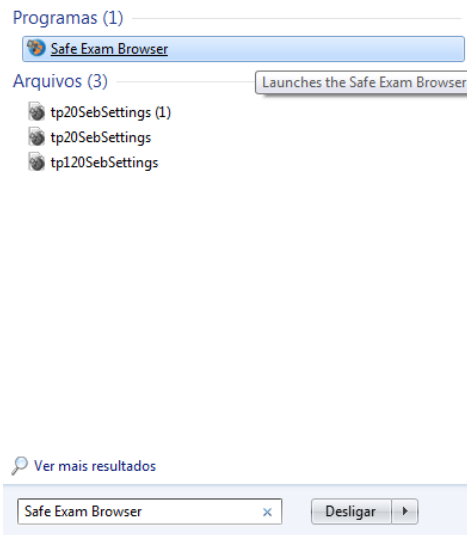 Programas (1)
Safe Exam Browser
Arquivos (3)
Launches the Safe Exam Browser
tp20SebSettings (1)
tp20SebSettings
tp120SebSettings
Ver mais resultados
Safe Exam Browser
Desligar